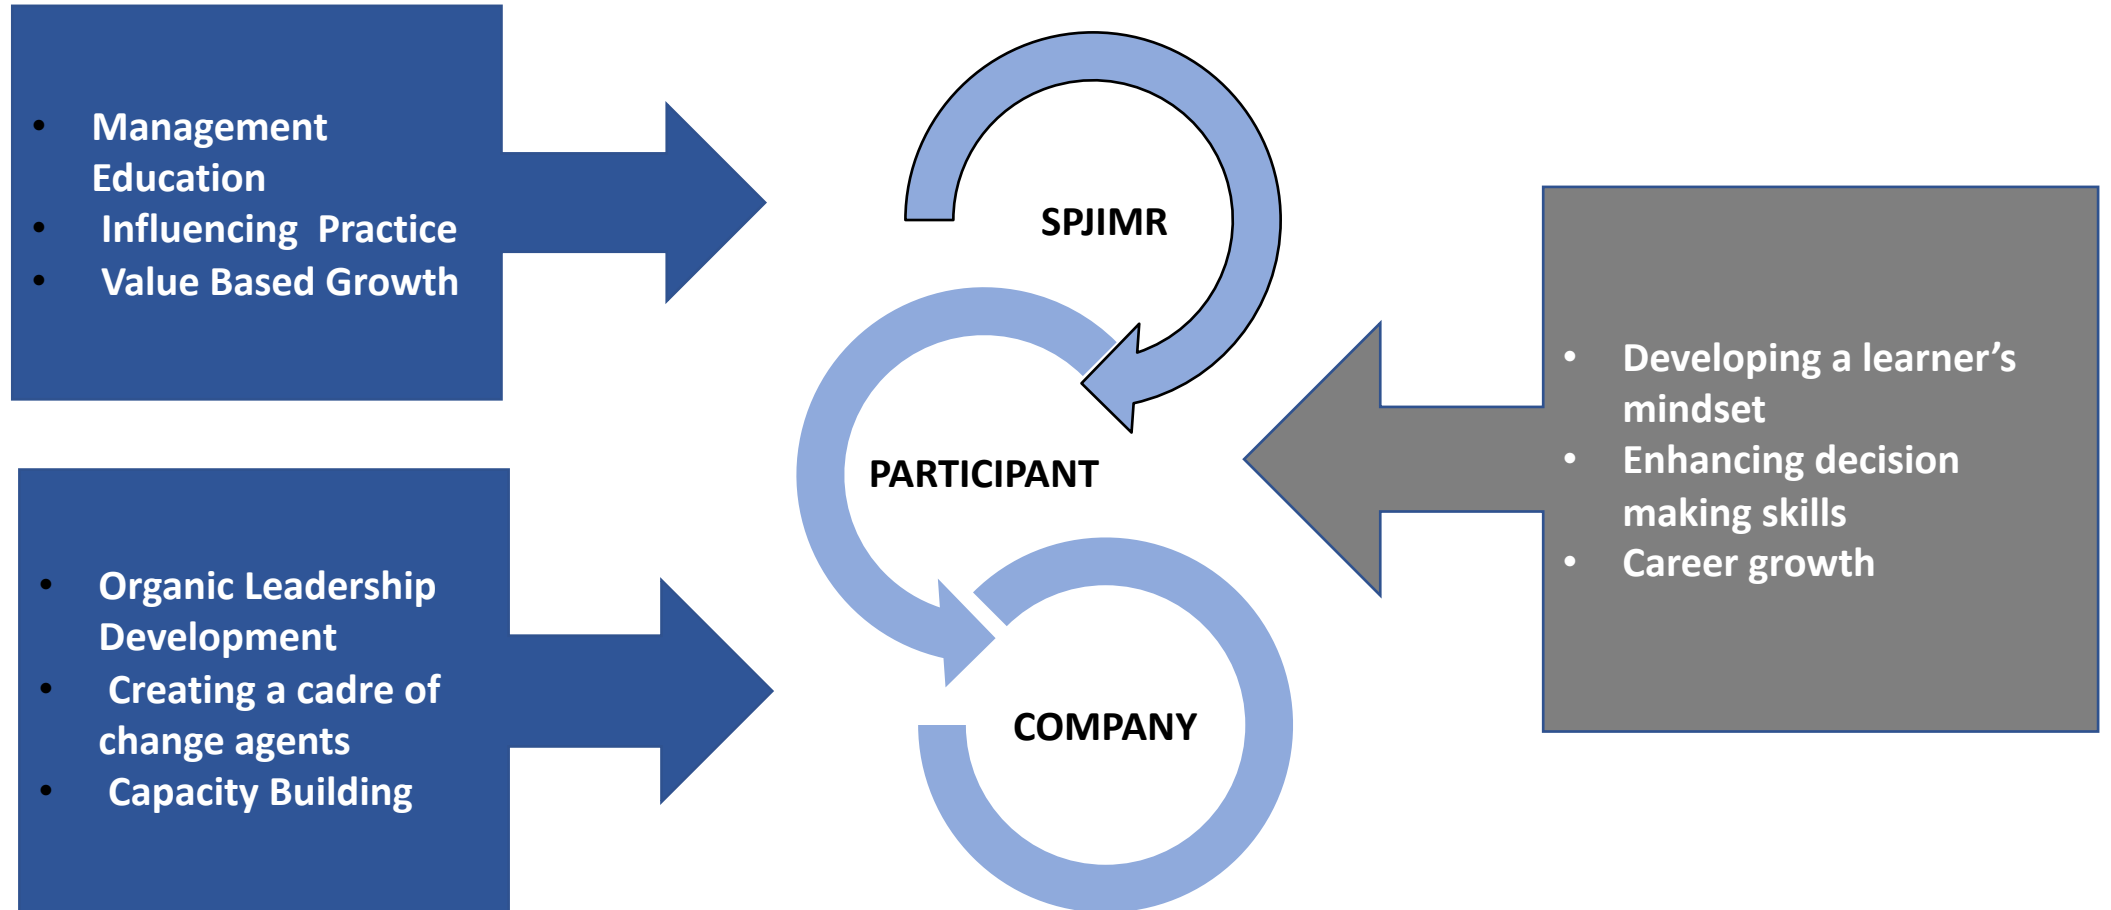 • Management
Education
• Influencing Practice
• Value Based Growth
• Organic Leadership
Development
• Creating a cadre of
change agents
• Capacity Building
SPJIMR
PARTICIPANT
COMPANY
• Developing a learner’s
mindset
• Enhancing decision
making skills
• Career growth